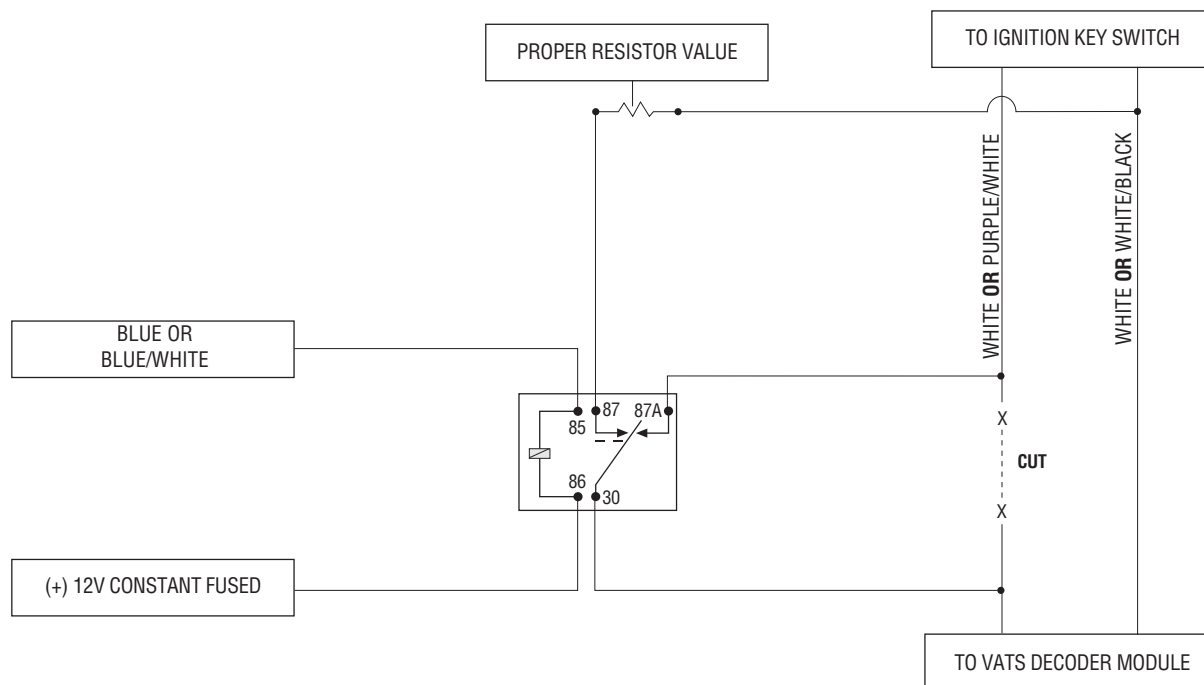 PROPER RESISTOR VALUE
TO IGNITION KEY SWITCH
WHITE OR PURPLE/WHITE
WHITE OR WHITE/BLACK
BLUE OR
BLUE/WHITE
87
87A
85
86
30
X
CUT
X
(+) 12V CONSTANT FUSED
TO VATS DECODER MODULE